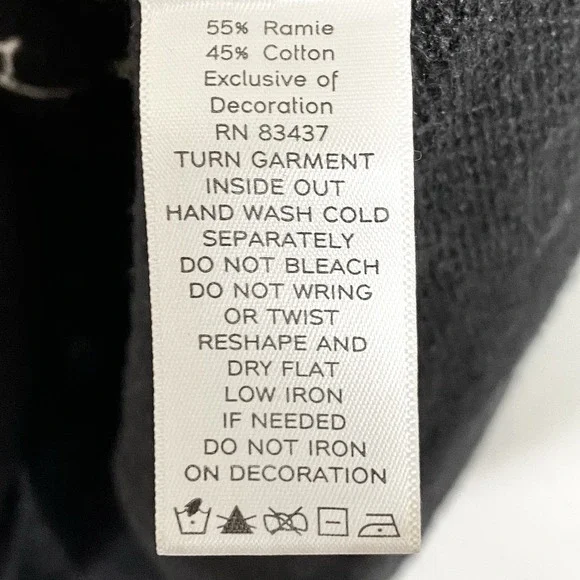 55% Ramie
45% Cotton
Exclusive of
Decoration
RN 83437
TURN GARMENT
INSIDE OUT
HAND WASH COLD
SEPARATELY
DO NOT BLEACH
DO NOT WRING
OR TWIST
RESHAPE AND
DRY FLAT
LOW IRON
IF NEEDED
DO NOT IRON
ON DECORATION